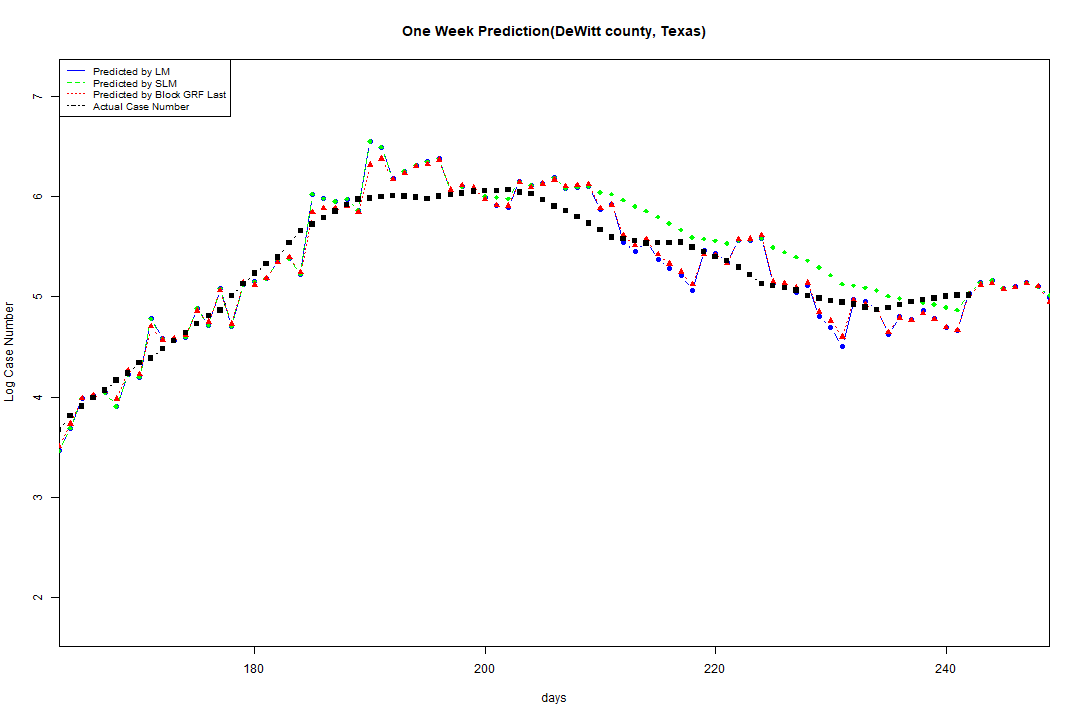 One Week Prediction(DeWitt county, Texas)
Predicted by LM
Predicted by SLM
Predicted by Block GRF Last
Actual Case Number
7
6
5
4
3
2
Log Case Number
180
200
220
240
days